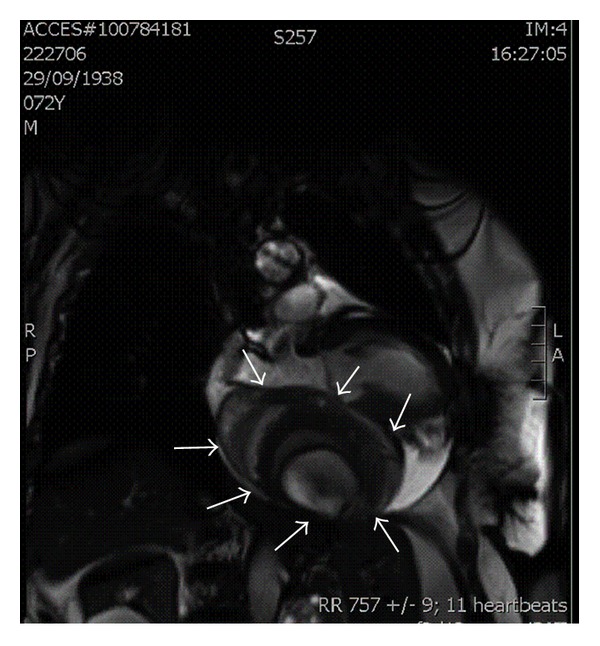 ACCES#100784181
222706
29/09/1938
072Y
M
S257
IM:4
16:27:05
R
P
L
A
RR 757 +/- 9; 11 heartbeats